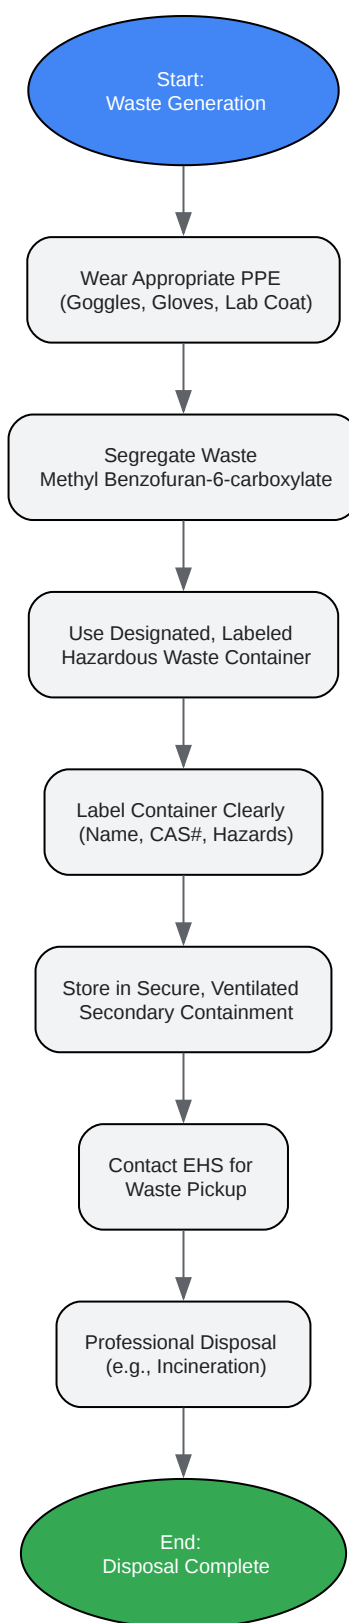 Start:
Waste Generation
Wear Appropriate PPE
(Goggles, Gloves, Lab Coat)
Segregate Waste
Methyl Benzofuran-6-carboxylate
Use Designated, Labeled
Hazardous Waste Container
Label Container Clearly
(Name, CAS#, Hazards)
Store in Secure, Ventilated
Secondary Containment
Contact EHS for
Waste Pickup
Professional Disposal
(e.g., Incineration)
End:
Disposal Complete